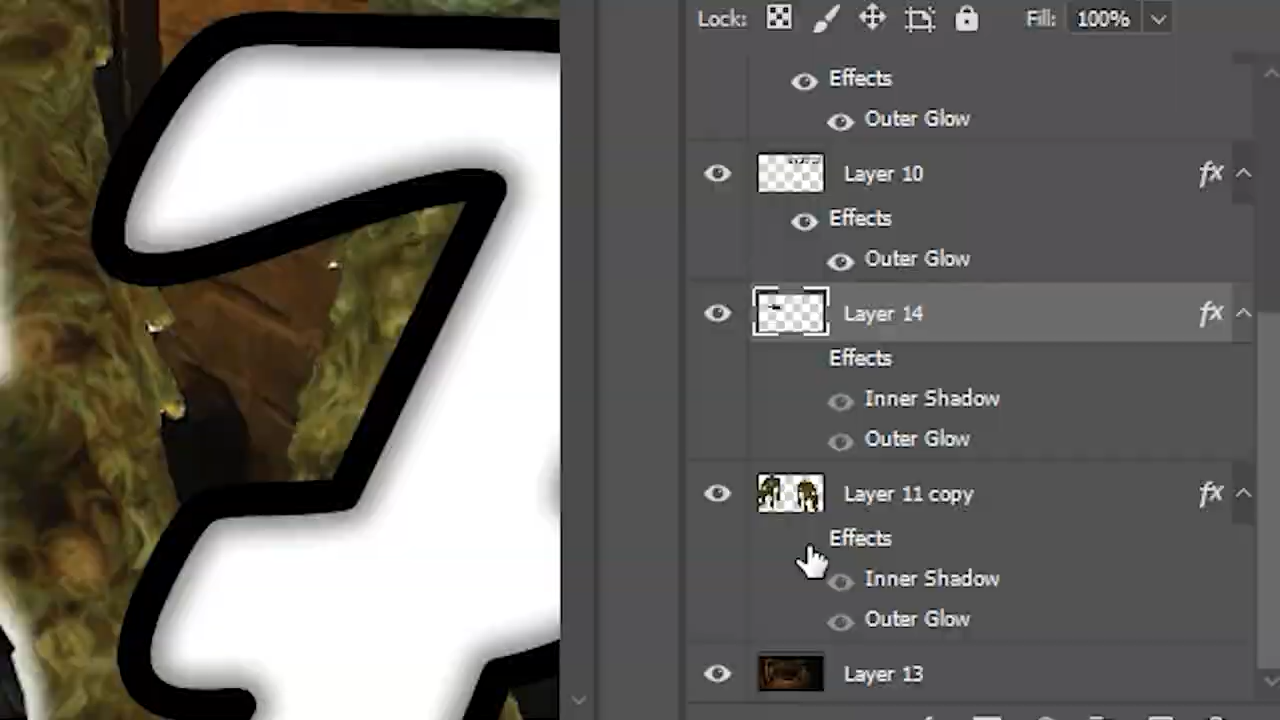 Lock: Fill: 100%
Effects
Outer Glow
Layer 10 fx
Effects
Outer Glow
Layer 14 fx
Effects
Inner Shadow
Outer Glow
Layer 11 copy fx
Effects
Inner Shadow
Outer Glow
Layer 13